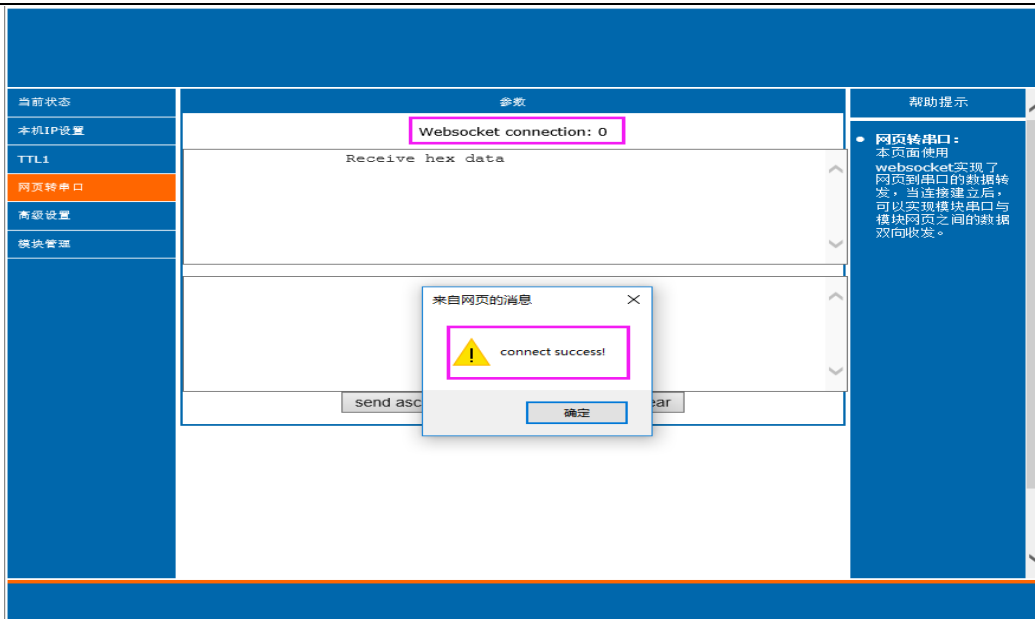 当前状态
本机IP设置
TTL1
网页转串口
高级设置
模块管理
参数
Websocket connection: 0
Receive hex data
来自网页的消息
connect success!
确定
send asc
ear
帮助提示
网页转串口：
本页面使用
websocket实现了
网页到串口的数据转
发，当连接建立后，
可以实现模块串口与
模块网页之间的数据
双向收发。